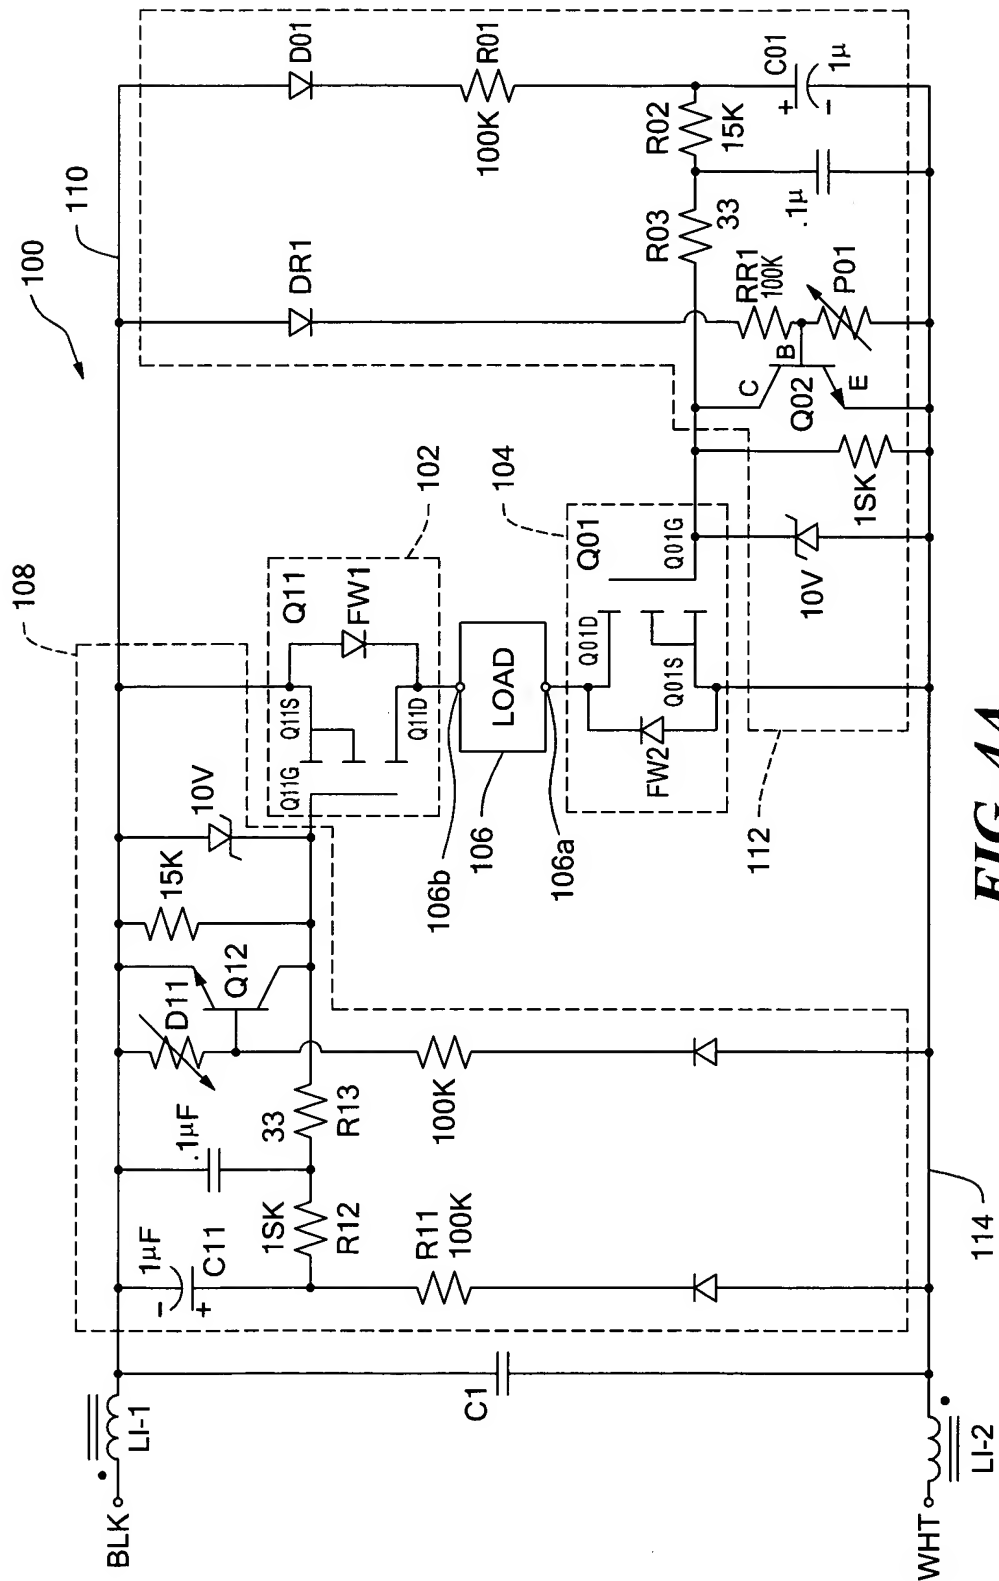 100
110
108
BLK
LI-1
1µF
-
+
C11
1SK
R12
R11
100K
.1µF
33
R13
D11
Q12
100K
15K
10V
Q11
Q11G
Q11S
Q11D
FW1
102
106b
LOAD
106
106a
104
Q01
Q01D
Q01S
Q01G
FW2
112
10V
1SK
DR1
RR1
100K
P01
C
B
E
Q02
D01
R01
100K
R02
15K
R03
33
.1µ
C01
+
-
1µ
C1
WHT
LI-2
114
FIG. 4A